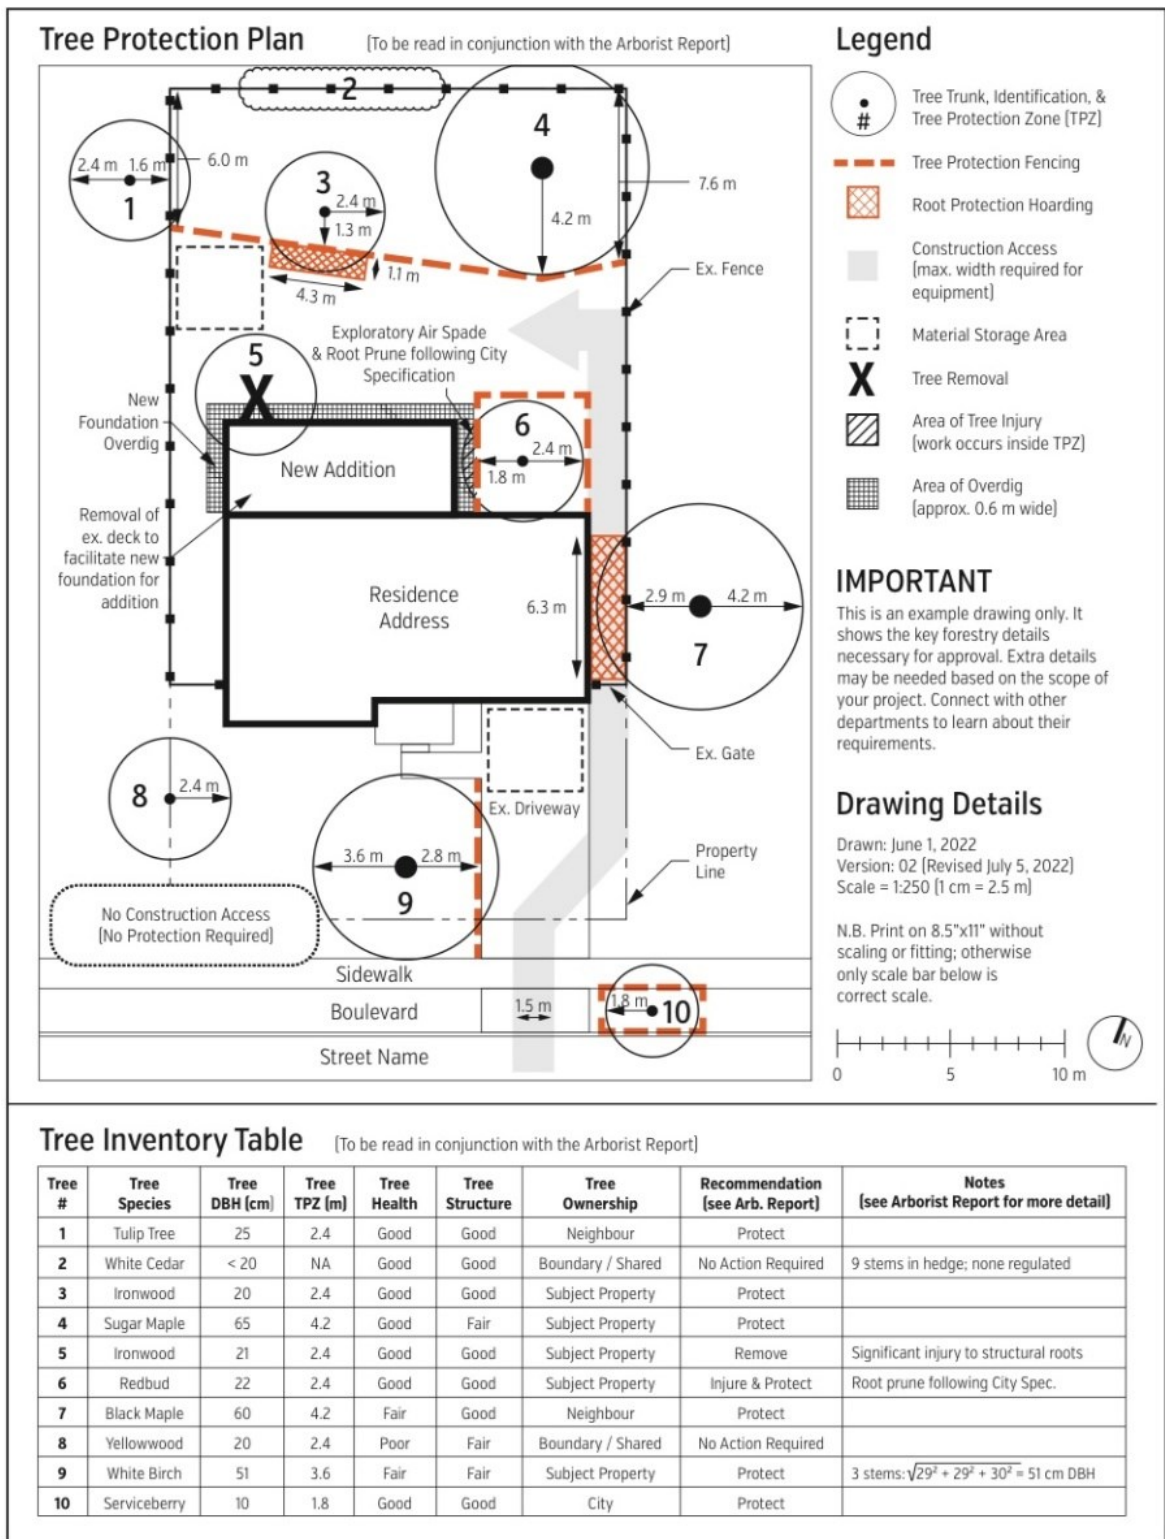 Tree Protection Plan (To be read in conjunction with the Arborist Report)
2
4
2.4 m 1.6 m
1
6.0 m
3
2.4 m
1.3 m
4.2 m
7.6 m
1.1 m
4.3 m
Ex. Fence
Exploratory Air Spade
& Root Prune following City
Specification
5
X
New
Foundation
Overdig
6
2.4 m
1.8 m
New Addition
Removal of
ex. deck to
facilitate new
foundation for
addition
Residence
Address
6.3 m
2.9 m 4.2 m
7
Ex. Gate
8 2.4 m
Ex. Driveway
3.6 m 2.8 m
9
Property
Line
No Construction Access
(No Protection Required)
Sidewalk
Boulevard
1.5 m
1.8 m 10
Street Name
Legend
#
Tree Trunk, Identification, &
Tree Protection Zone (TPZ)
Tree Protection Fencing
Root Protection Hoarding
Construction Access
(max. width required for
equipment)
Material Storage Area
X Tree Removal
Area of Tree Injury
(work occurs inside TPZ)
Area of Overdig
(approx. 0.6 m wide)
IMPORTANT
This is an example drawing only. It
shows the key forestry details
necessary for approval. Extra details
may be needed based on the scope of
your project. Connect with other
departments to learn about their
requirements.
Drawing Details
Drawn: June 1, 2022
Version: 02 (Revised July 5, 2022)
Scale = 1:250 (1 cm = 2.5 m)
N.B. Print on 8.5"x11" without
scaling or fitting; otherwise
only scale bar below is
correct scale.
0 5 10 m
N
Tree Inventory Table (To be read in conjunction with the Arborist Report)
Tree # Tree Species Tree DBH (cm) Tree TPZ (m) Tree Health Tree Structure Tree Ownership Recommendation (see Arb. Report) Notes (see Arborist Report for more detail)
1 Tulip Tree 25 2.4 Good Good Neighbour Protect
2 White Cedar < 20 NA Good Good Boundary / Shared No Action Required 9 stems in hedge; none regulated
3 Ironwood 20 2.4 Good Good Subject Property Protect
4 Sugar Maple 65 4.2 Good Fair Subject Property Protect
5 Ironwood 21 2.4 Good Good Subject Property Remove Significant injury to structural roots
6 Redbud 22 2.4 Good Good Subject Property Injure & Protect Root prune following City Spec.
7 Black Maple 60 4.2 Fair Good Neighbour Protect
8 Yellowwood 20 2.4 Poor Fair Boundary / Shared No Action Required
9 White Birch 51 3.6 Fair Fair Subject Property Protect 3 stems: √29² + 29² + 30² = 51 cm DBH
10 Serviceberry 10 1.8 Good Good City Protect